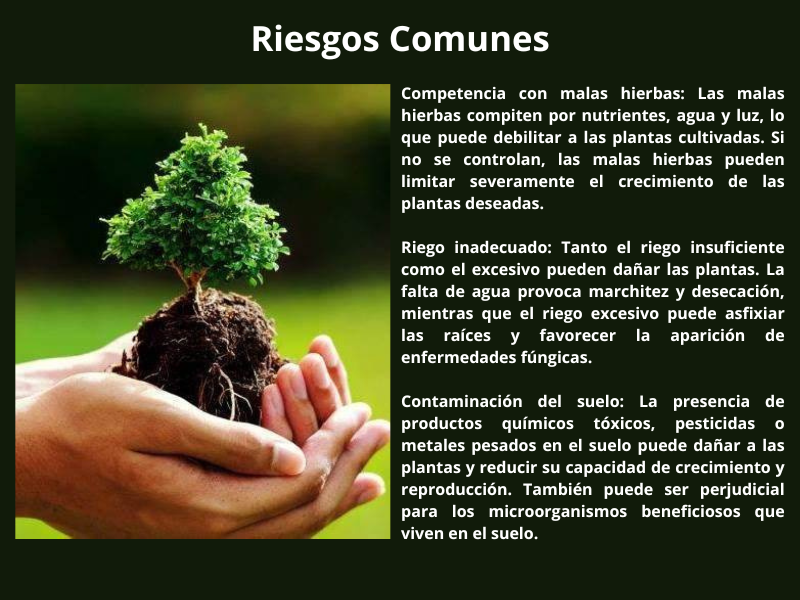 Riesgos Comunes
Competencia con malas hierbas: Las malas
hierbas compiten por nutrientes, agua y luz, lo
que puede debilitar a las plantas cultivadas. Si
no se controlan, las malas hierbas pueden
limitar severamente el crecimiento de las
plantas deseadas.
Riego inadecuado: Tanto el riego insuficiente
como el excesivo pueden dañar las plantas. La
falta de agua provoca marchitez y desecación,
mientras que el riego excesivo puede asfixiar
las raíces y favorecer la aparición de
enfermedades fúngicas.
Contaminación del suelo: La presencia de
productos químicos tóxicos, pesticidas o
metales pesados en el suelo puede dañar a las
plantas y reducir su capacidad de crecimiento y
reproducción. También puede ser perjudicial
para los microorganismos beneficiosos que
viven en el suelo.